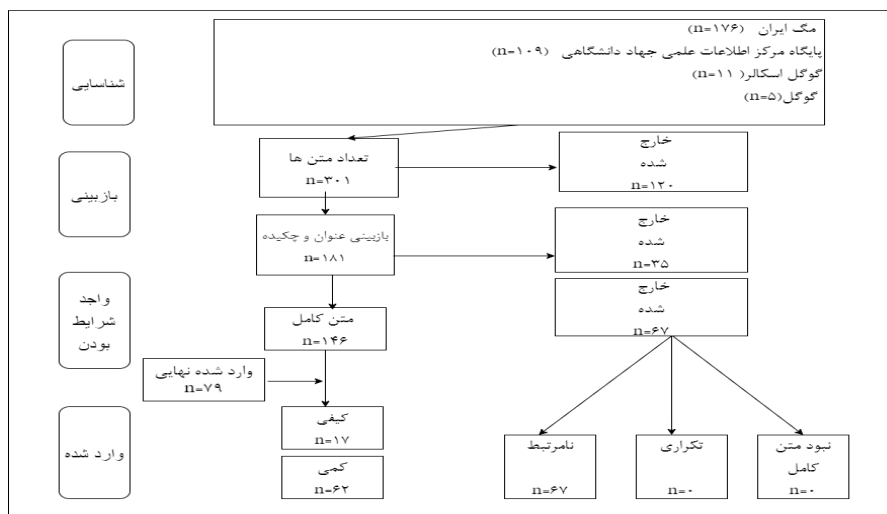 مگ ایران (n=۱۷۶)
پایگاه مرکز اطلاعات علمی جهاد دانشگاهی (n=۱۰۹)
گوگل اسکالر( n=۱۱)
گوگل(n=۵)
شناسایی
تعداد متن ها
n=۳۰۱
خارج
شده
n=۱۲۰
بازبینی
بازبینی عنوان و چکیده
n=۱۸۱
خارج
شده
n=۳۵
واجد
شرایط
بودن
خارج
شده
n=۶۷
متن کامل
n=۱۴۶
وارد شده نهایی
n=۷۹
وارد شده
کیفی
n=۱۷
کمی
n=۶۲
نامرتبط
n=۶۷
تکراری
n=۰
نبود متن
کامل
n=۰